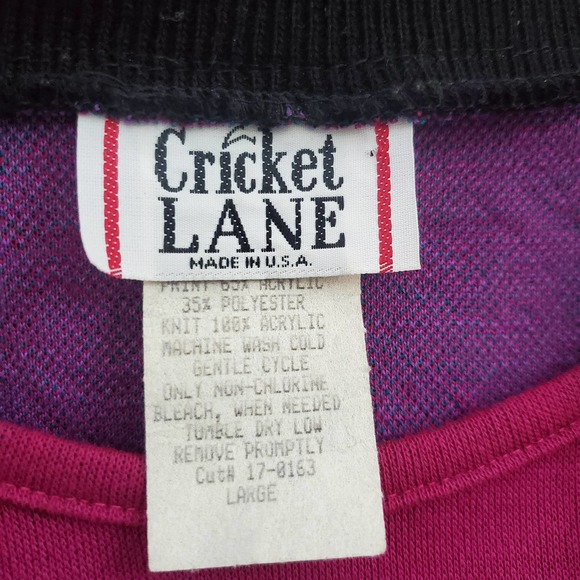 Cricket
LANE
MADE IN U.S.A.
PRINT 65% ACRYLIC
35% POLYESTER
KNIT 100% ACRYLIC
MACHINE WASH COLD
GENTLE CYCLE
ONLY NON-CHLORINE
BLEACH, WHEN NEEDED
TUMBLE DRY LOW
REMOVE PROMPTLY
Cut# 17-0163
LARGE